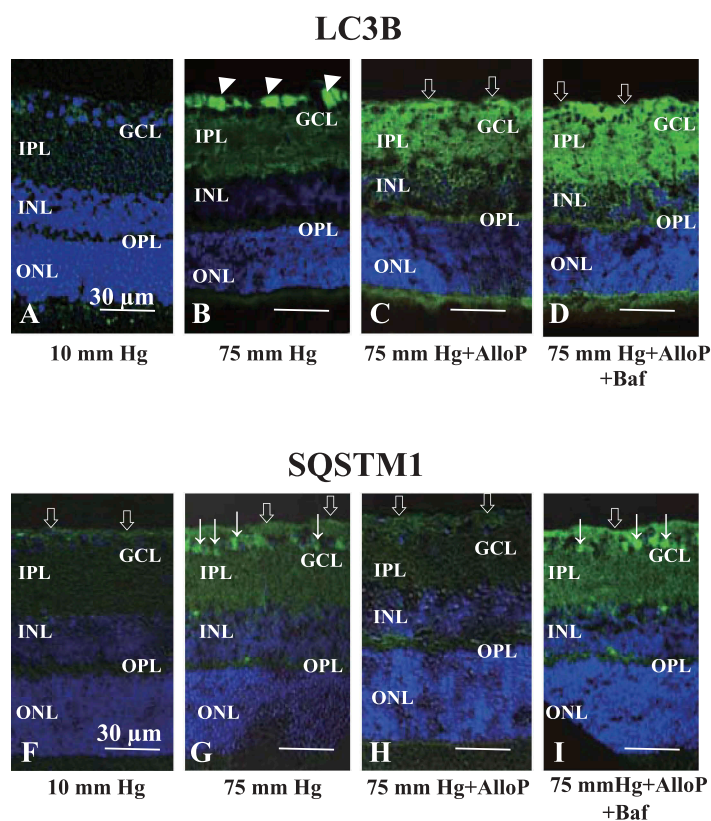 LC3B
GCL
IPL
INL
OPL
ONL
30 µm
A
10 mm Hg
GCL
IPL
INL
OPL
ONL
B
75 mm Hg
GCL
IPL
INL
OPL
ONL
C
75 mm Hg+AlloP
GCL
IPL
INL
OPL
ONL
D
75 mm Hg+AlloP
+Baf
SQSTM1
GCL
IPL
INL
OPL
ONL
30 µm
F
10 mm Hg
GCL
IPL
INL
OPL
ONL
G
75 mm Hg
GCL
IPL
INL
OPL
ONL
H
75 mm Hg+AlloP
GCL
IPL
INL
OPL
ONL
I
75 mmHg+AlloP
+Baf